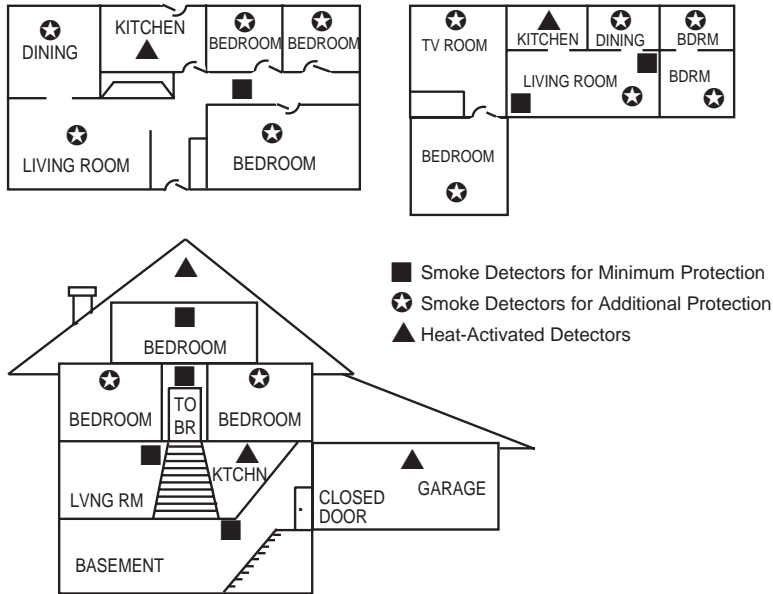 DINING
KITCHEN
BEDROOM
BEDROOM
LIVING ROOM
BEDROOM
TV ROOM
KITCHEN
DINING
BDRM
LIVING ROOM
BDRM
BEDROOM
Smoke Detectors for Minimum Protection
Smoke Detectors for Additional Protection
Heat-Activated Detectors
BEDROOM
BEDROOM
TO
BR
BEDROOM
LVNG RM
KTCHN
CLOSED
DOOR
GARAGE
BASEMENT